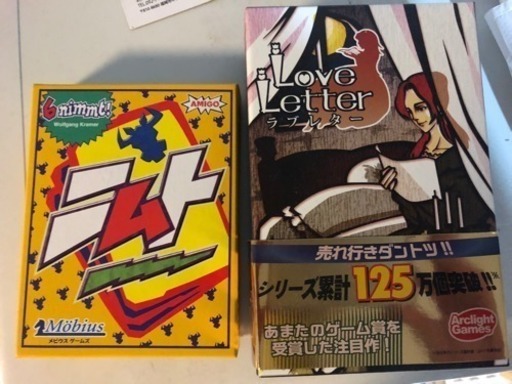 6 nimmt!
Wolfgang Kramer
AMIGO
ニムト
Möbius
メビウス ゲームズ
Love
Letter
ラブレター
売れ行きダントツ!!
シリーズ累計125万個突破!!
あまたのゲーム賞を
受賞した注目作!
Arclight
Games